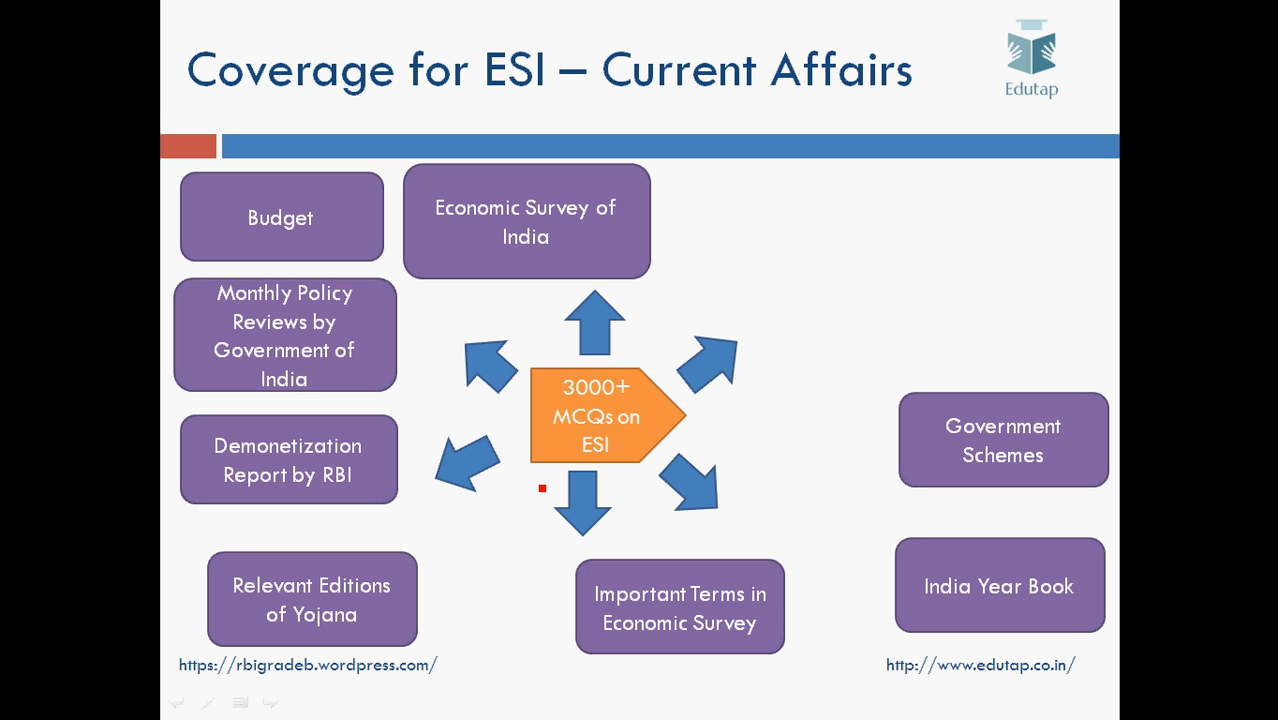 Coverage for ESI – Current Affairs
Edutap
Budget
Economic Survey of
India
Monthly Policy
Reviews by
Government of
India
3000+
MCQs on
ESI
Demonetization
Report by RBI
Government
Schemes
Relevant Editions
of Yojana
Important Terms in
Economic Survey
India Year Book
https://rbigradeb.wordpress.com/
http://www.edutap.co.in/